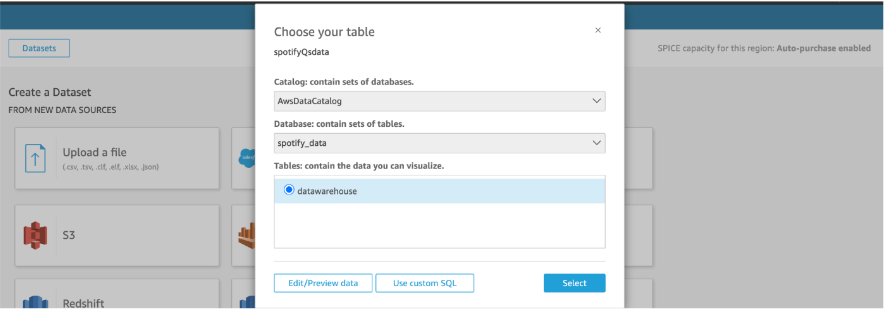 Datasets
SPICE capacity for this region: Auto-purchase enabled
Create a Dataset
FROM NEW DATA SOURCES
Upload a file
(.csv, .tsv, .clf, .elf, .xlsx, .json)
S3
Redshift
Choose your table
×
spotifyQsdata
Catalog: contain sets of databases.
AwsDataCatalog
Database: contain sets of tables.
spotify_data
Tables: contain the data you can visualize.
datawarehouse
Edit/Preview data
Use custom SQL
Select